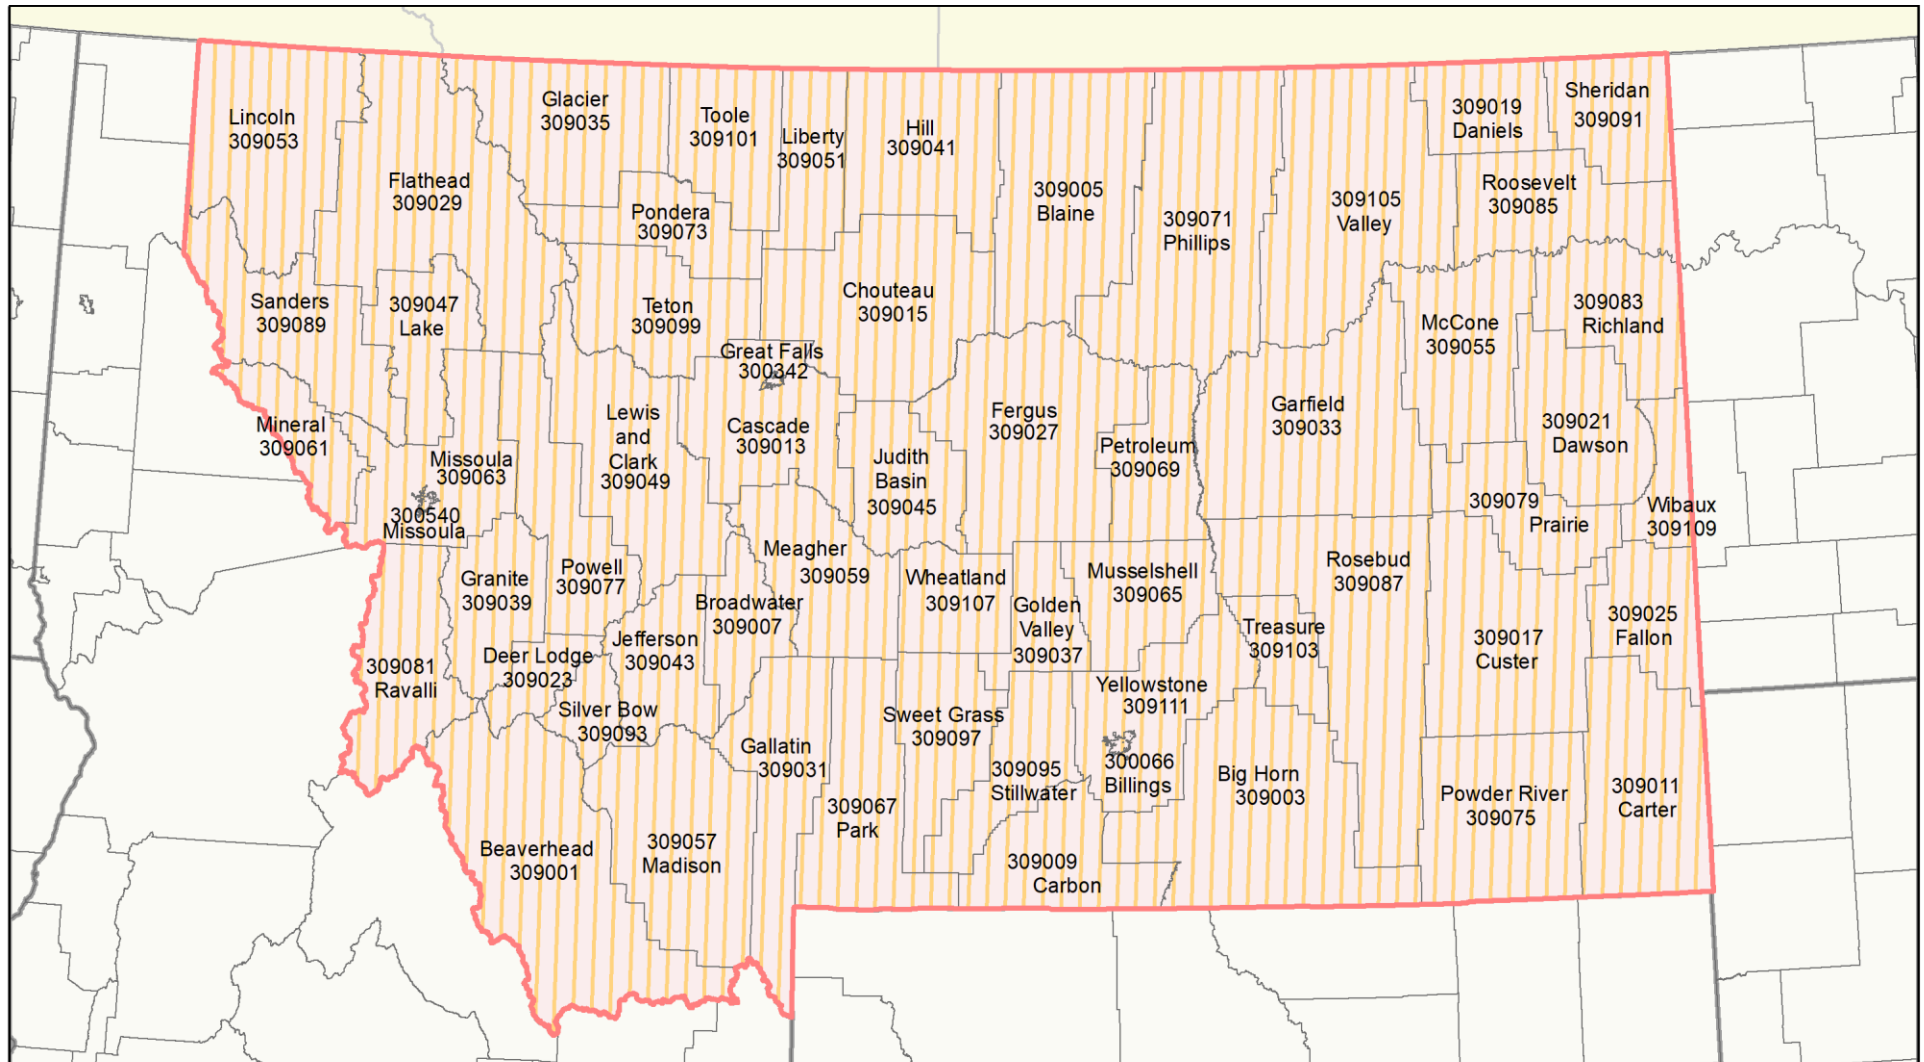 Lincoln
309053
Flathead
309029
Glacier
309035
Toole
309101
Liberty
309051
Hill
309041
309005
Blaine
309071
Phillips
309105
Valley
309019
Daniels
Sheridan
309091
Roosevelt
309085
Pondera
309073
Sanders
309089
309047
Lake
Teton
309099
Chouteau
309015
McCone
309055
309083
Richland
Great Falls
300342
Mineral
309061
Missoula
309063
300540
Missoula
Lewis
and
Clark
309049
Cascade
309013
Judith
Basin
309045
Fergus
309027
Petroleum
309069
Garfield
309033
309021
Dawson
309079
Prairie
Wibaux
309109
Granite
309039
Powell
309077
Meagher
309059
Broadwater
309007
Wheatland
309107
Golden
Valley
309037
Musselshell
309065
Treasure
309103
Rosebud
309087
309017
Custer
309025
Fallon
309081
Ravalli
Deer Lodge
309023
Jefferson
309043
Silver Bow
309093
Gallatin
309031
Sweet Grass
309097
Yellowstone
309111
300066
Billings
309095
Stillwater
Big Horn
309003
Powder River
309075
309011
Carter
Beaverhead
309001
309057
Madison
309067
Park
309009
Carbon